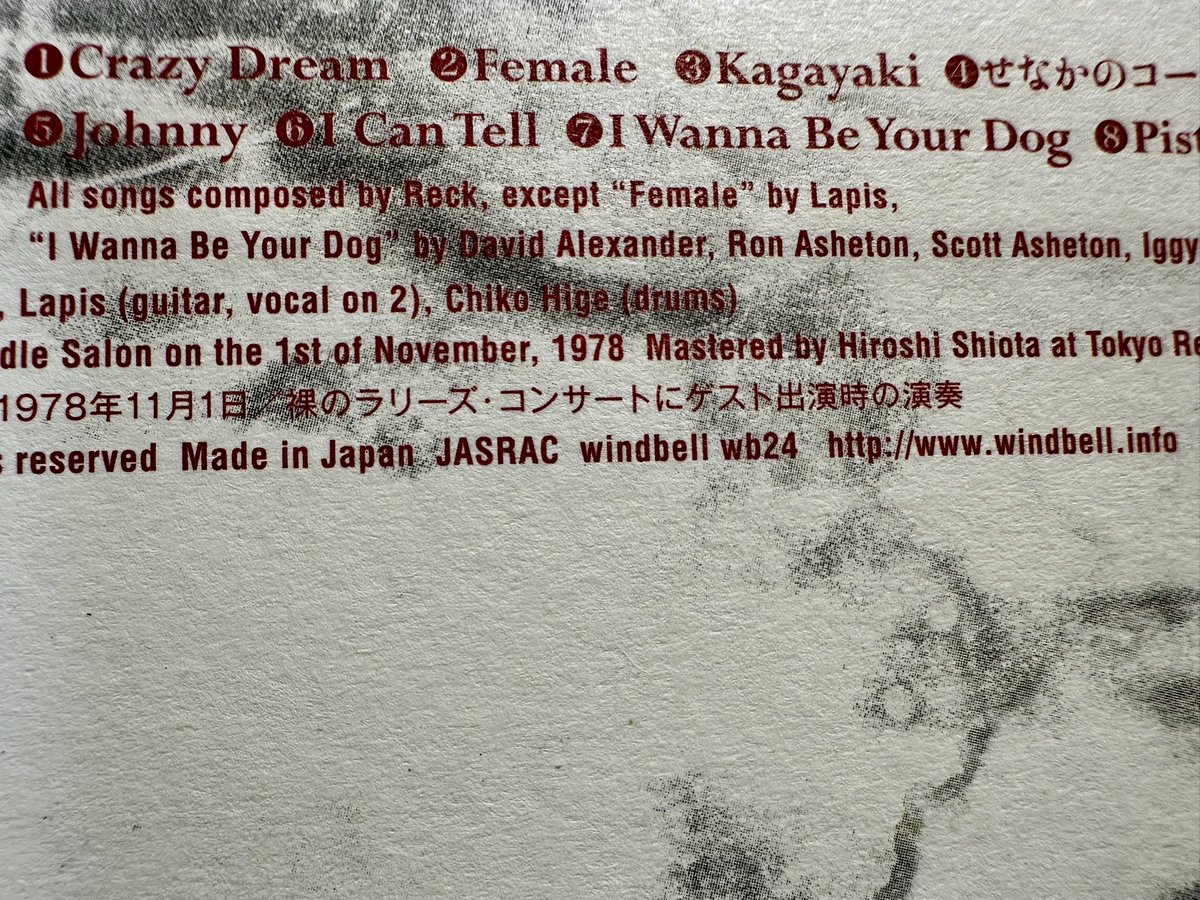 ❶Crazy Dream ❷Female ❸Kagayaki ❹せなかのコー
❺Johnny ❻I Can Tell ❼I Wanna Be Your Dog ❽Pis
All songs composed by Reck, except “Female” by Lapis,
“I Wanna Be Your Dog” by David Alexander, Ron Asheton, Scott Asheton, Iggy
, Lapis (guitar, vocal on 2), Chiko Hige (drums)
dle Salon on the 1st of November, 1978 Mastered by Hiroshi Shiota at Tokyo Re
1978年11月1日／裸のラリーズ・コンサートにゲスト出演時の演奏
s reserved Made in Japan JASRAC windbell wb24 http://www.windbell.info